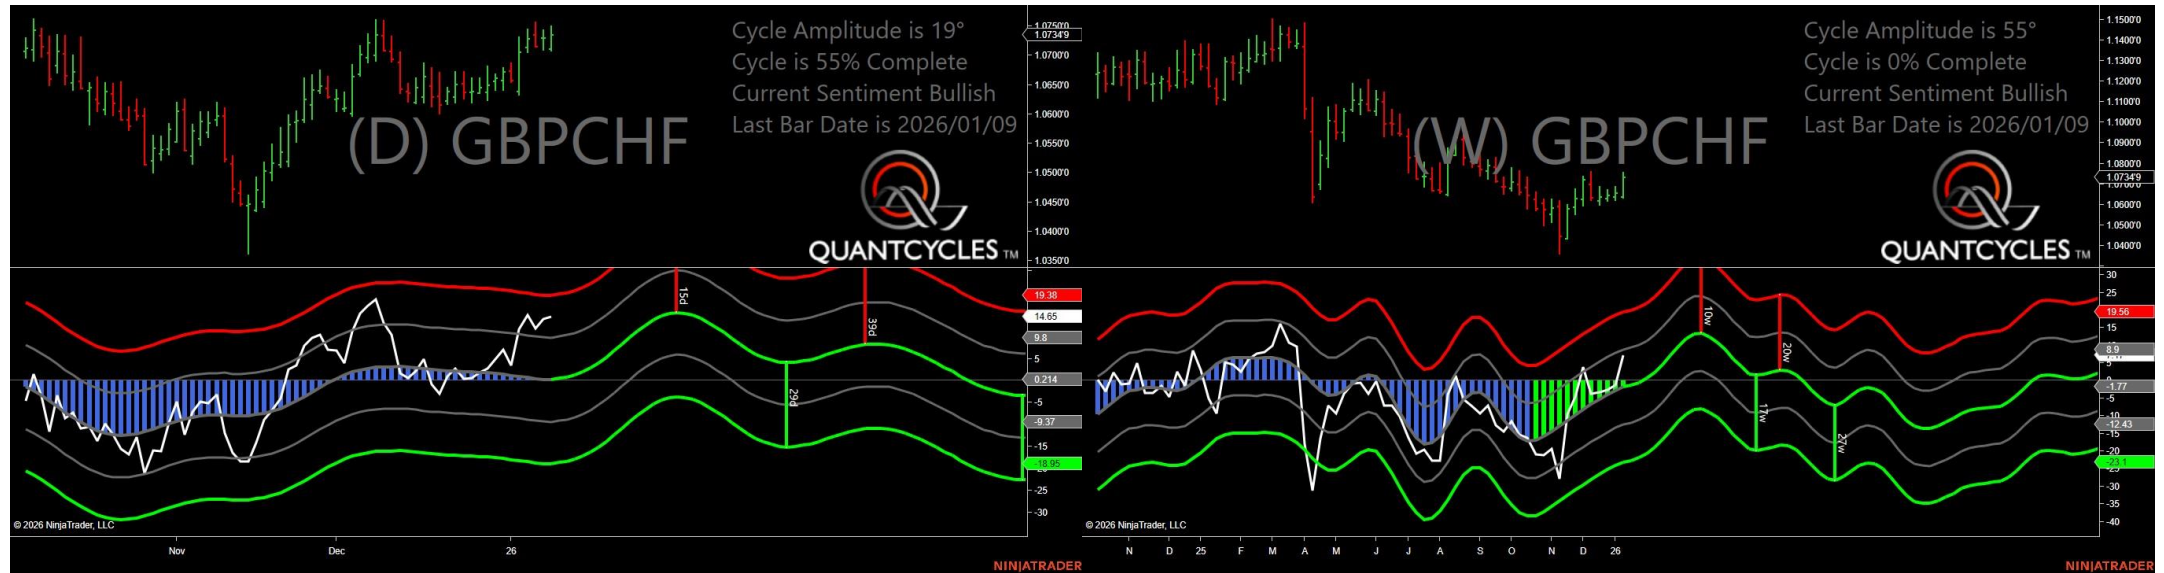 Cycle Amplitude is 19°
Cycle is 55% Complete
Current Sentiment Bullish
Last Bar Date is 2026/01/09
(D) GBPCHF
QUANTCYCLES TM
1.0750'0
1.0734'9
1.0700'0
1.0650'0
1.0600'0
1.0550'0
1.0500'0
1.0450'0
1.0400'0
1.0350'0
15d
29d
39d
19.38
14.65
9.8
5
0.214
-5
-9.37
-15
-18.95
-25
-30
© 2026 NinjaTrader, LLC
Nov
Dec
26
NINJATRADER
Cycle Amplitude is 55°
Cycle is 0% Complete
Current Sentiment Bullish
Last Bar Date is 2026/01/09
(W) GBPCHF
QUANTCYCLES TM
1.1500'0
1.1400'0
1.1300'0
1.1200'0
1.1100'0
1.1000'0
1.0900'0
1.0800'0
1.0734'9
1.0600'0
1.0500'0
1.0400'0
10w
17w
20w
27w
30
25
19.56
15
8.9
-1.77
-5
-12.43
-15
-20
-23.1
-30
-35
-40
© 2026 NinjaTrader, LLC
N
D
25
F
M
A
M
J
J
A
S
O
N
D
26
NINJATRADER